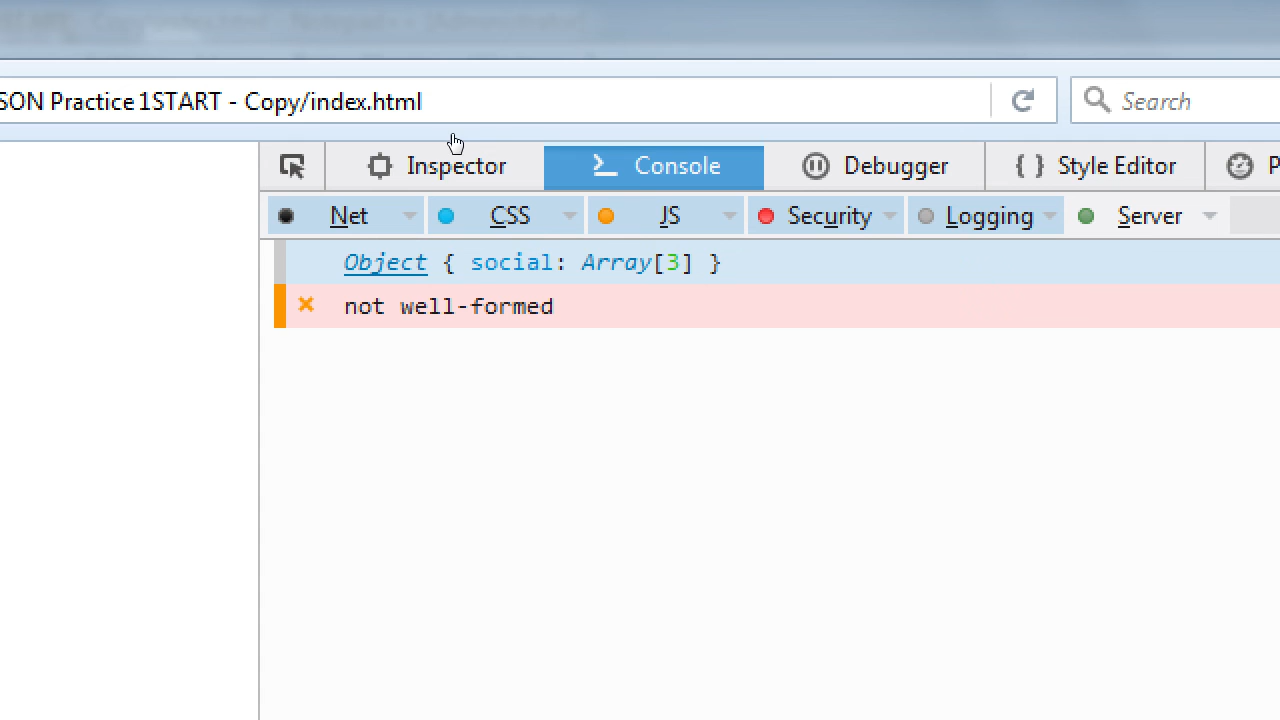 SON Practice 1START - Copy/index.html
Search
Inspector
Console
Debugger
{ } Style Editor
P
Net
CSS
JS
Security
Logging
Server
Object { social: Array[3] }
not well-formed